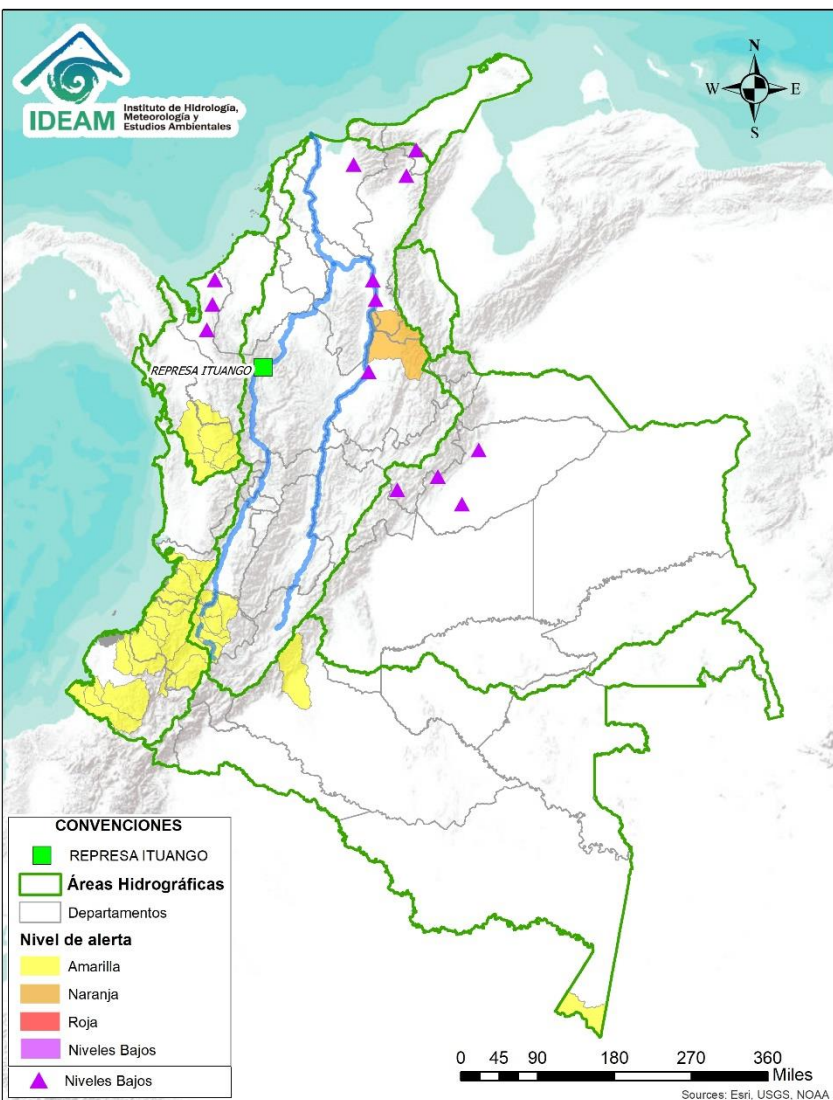 IDEAM
Instituto de Hidrología,
Meteorología y
Estudios Ambientales
N
W
E
S
REPRESA ITUANGO
CONVENCIONES
REPRESA ITUANGO
Áreas Hidrográficas
Departamentos
Nivel de alerta
Amarilla
Naranja
Roja
Niveles Bajos
Niveles Bajos
0 45 90 180 270 360
Miles
Sources: Esri, USGS, NOAA